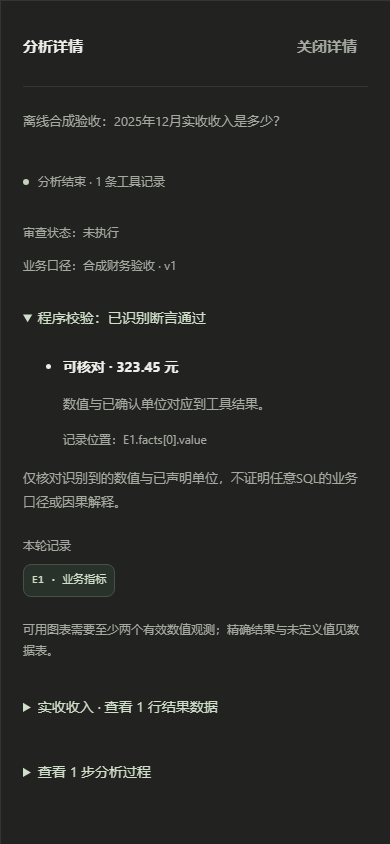 分析详情 关闭详情
离线合成验收：2025年12月实收收入是多少？
• 分析结束 · 1 条工具记录
审查状态：未执行
业务口径：合成财务验收 · v1
▼ 程序校验：已识别断言通过
• 可核对 · 323.45 元
数值与已确认单位对应到工具结果。
记录位置：E1.facts[0].value
仅核对识别到的数值与已声明单位，不证明任意SQL的业务
口径或因果解释。
本轮记录
E1 · 业务指标
可用图表需要至少两个有效数值观测；精确结果与未定义值见数
据表。
▶ 实收收入 · 查看 1 行结果数据
▶ 查看 1 步分析过程